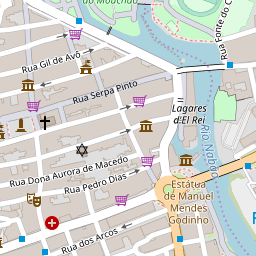 do Mouchão
Rua Fonte do C
Rua Gil de Avô
Rua Serpa Pinto
Lagares
d'El Rei
Rio Nabão
Rua Dona Aurora de Macedo
Rua Pedro Dias
Estátua
de Manuel
Mendes
Godinho
Rua dos Arcos